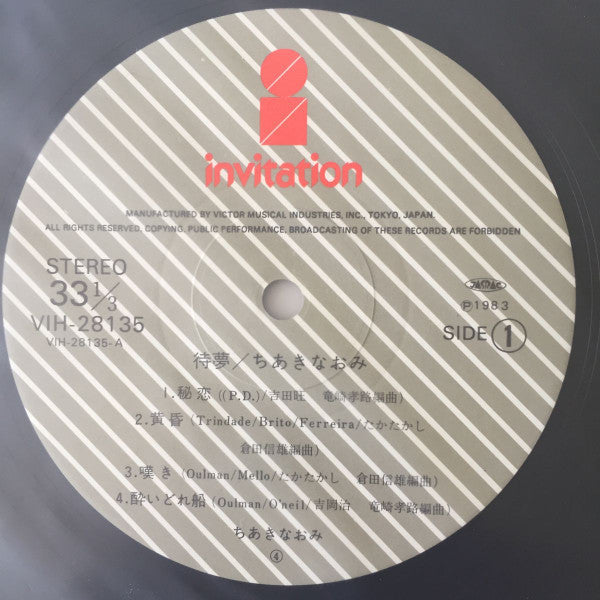 invitation
MANUFACTURED BY VICTOR MUSICAL INDUSTRIES, INC., TOKYO, JAPAN.
ALL RIGHTS RESERVED. COPYING, PUBLIC PERFORMANCE, BROADCASTING OF THESE RECORDS ARE FORBIDDEN
STEREO
33 1/3
VIH-28135
VIH-28135-A
JASRAC
Ⓟ1983
SIDE 1
待夢／ちあきなおみ
1.秘恋((P.D.)/吉田旺 竜崎孝路編曲)
2.黄昏(Trindade/Brito/Ferreira/たかたかし
倉田信雄編曲)
3.嘆き(Oulman/Mello/たかたかし 倉田信雄編曲)
4.酔いどれ船(Oulman/O'neil/吉岡治 竜崎孝路編曲)
ちあきなおみ
④